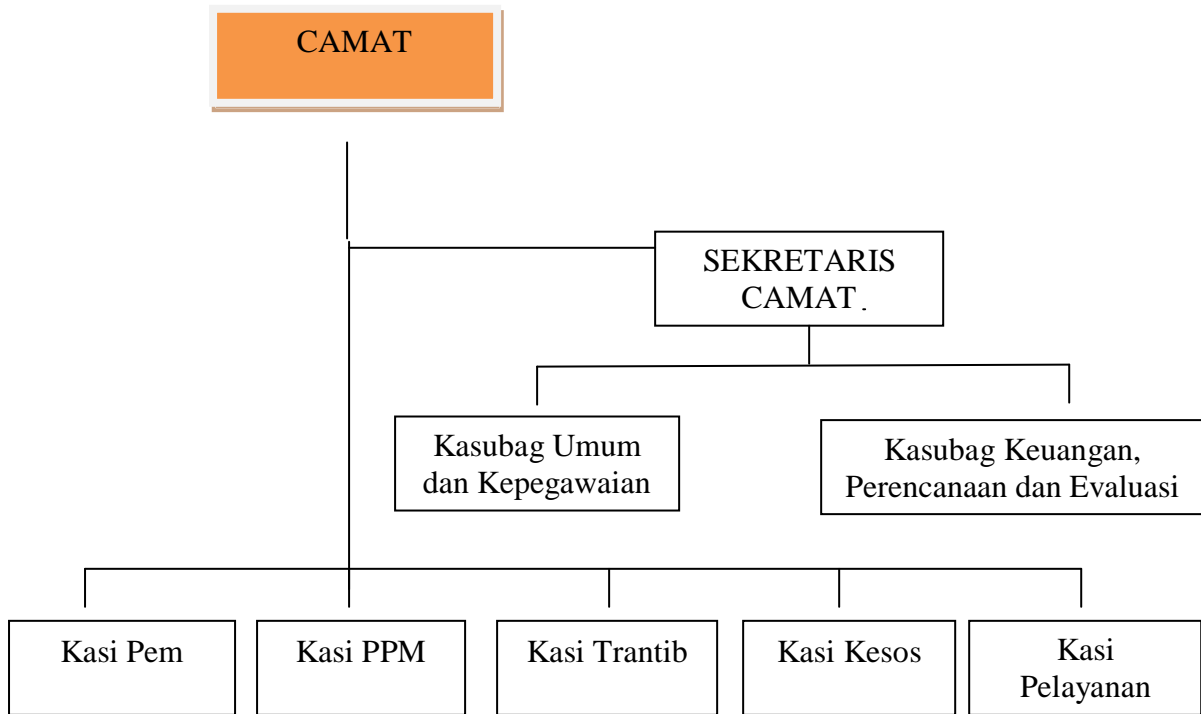 CAMAT
SEKRETARIS
CAMAT .
Kasubag Umum
dan Kepegawaian
Kasubag Keuangan,
Perencanaan dan Evaluasi
Kasi Pem
Kasi PPM
Kasi Trantib
Kasi Kesos
Kasi
Pelayanan